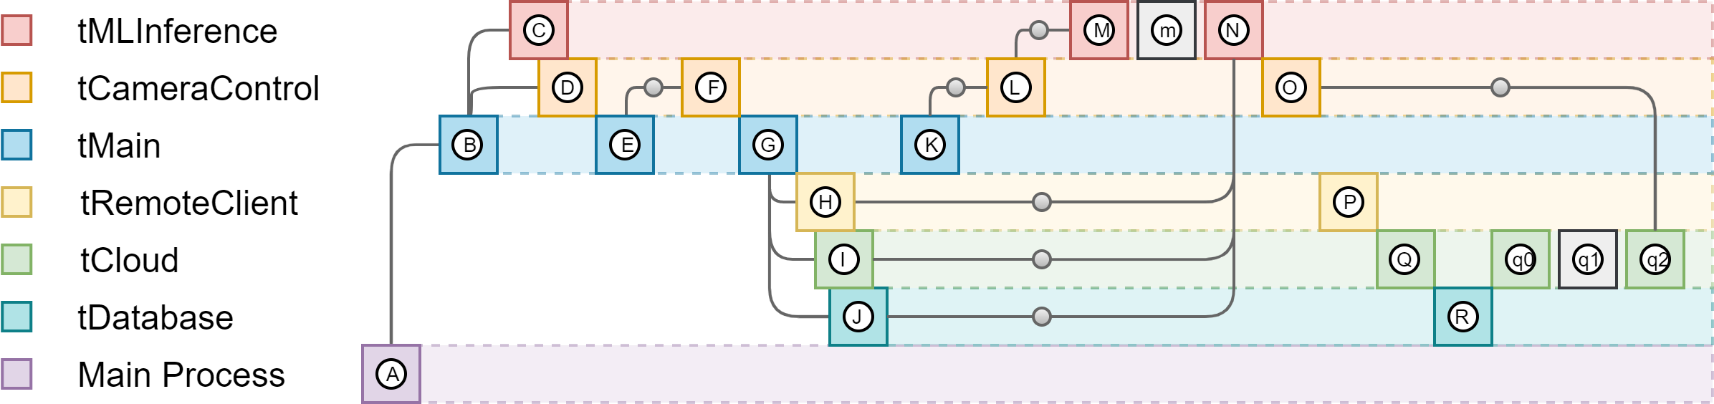 tMLInference C M m N
tCameraControl D F L O
tMain B E G K
tRemoteClient H P
tCloud I Q q0 q1 q2
tDatabase J R
Main Process A